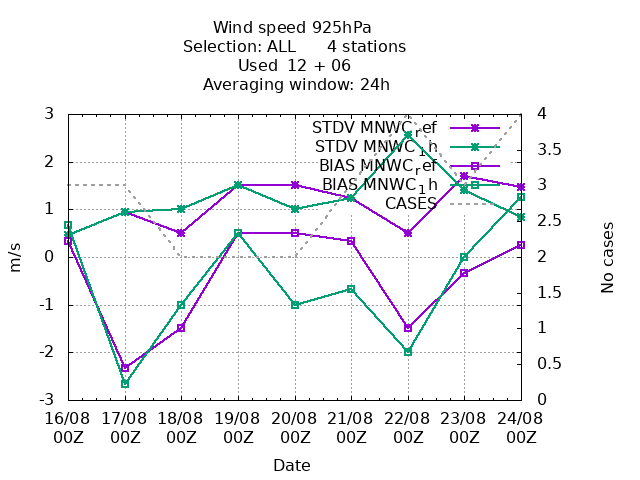 Wind speed 925hPa
Selection: ALL 4 stations
Used 12 + 06
Averaging window: 24h
3 4
STDV MNWC_ref
STDV MNWC_1h
BIAS MNWC_ref
BIAS MNWC_1h
CASES
2
1
0
-1
-2
-3
3.5
3
2.5
2
1.5
1
0.5
0
m/s
No cases
16/08 17/08 18/08 19/08 20/08 21/08 22/08 23/08 24/08
00Z 00Z 00Z 00Z 00Z 00Z 00Z 00Z 00Z
Date